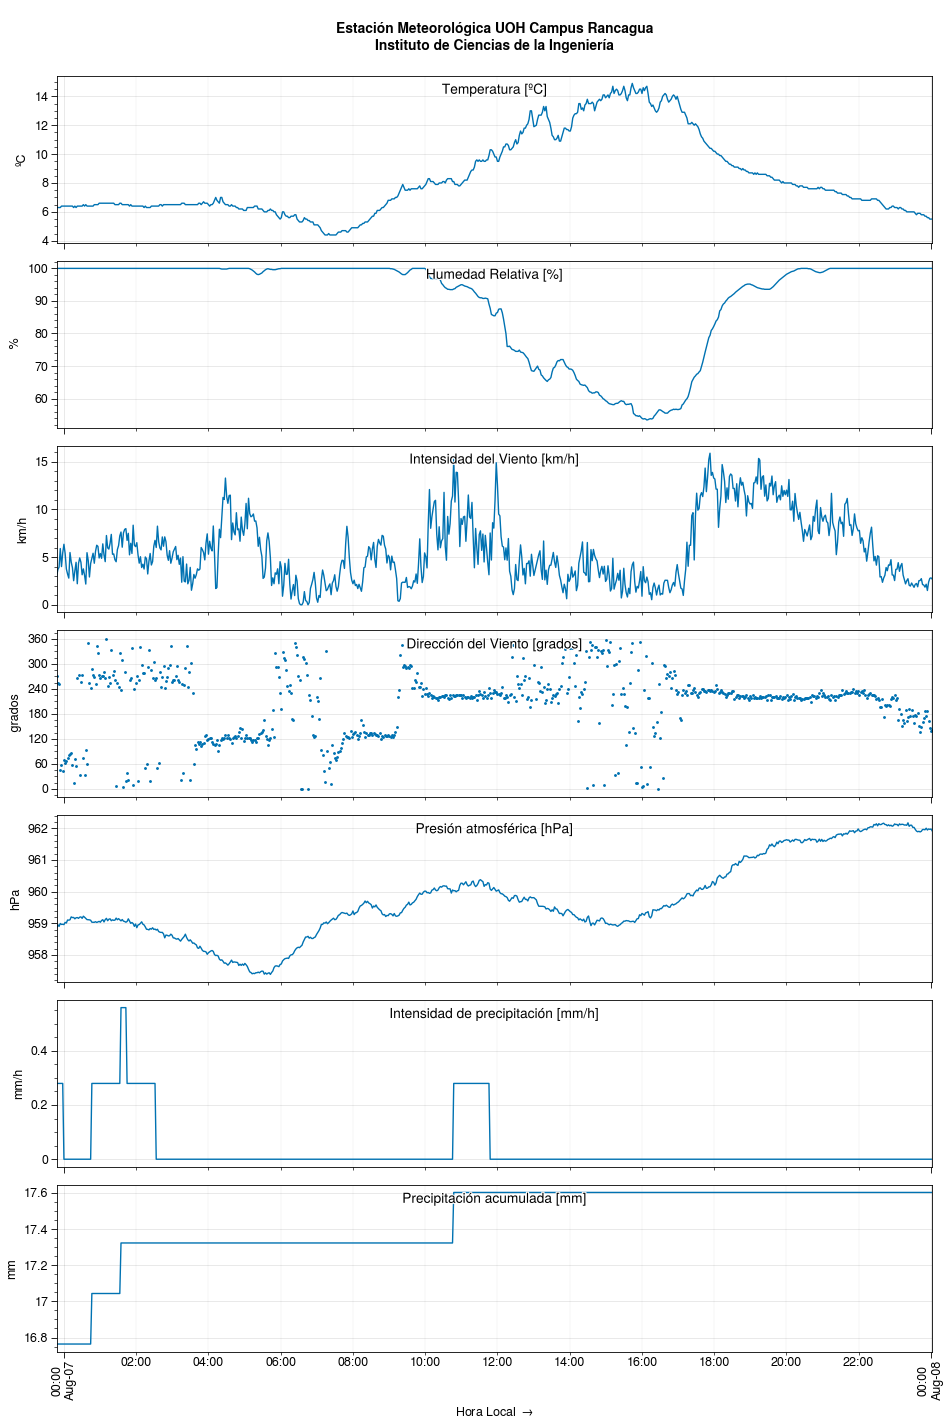 Estación Meteorológica UOH Campus Rancagua
Instituto de Ciencias de la Ingeniería
Temperatura [ºC]
14
12
10
8
6
4
ºC
Humedad Relativa [%]
100
90
80
70
60
%
Intensidad del Viento [km/h]
15
10
5
0
km/h
Dirección del Viento [grados]
360
300
240
180
120
60
0
grados
Presión atmosférica [hPa]
962
961
960
959
958
hPa
Intensidad de precipitación [mm/h]
0.4
0.2
0
mm/h
Precipitación acumulada [mm]
17.6
17.4
17.2
17
16.8
mm
00:00
Aug-07
02:00
04:00
06:00
08:00
10:00
12:00
14:00
16:00
18:00
20:00
22:00
00:00
Aug-08
Hora Local →